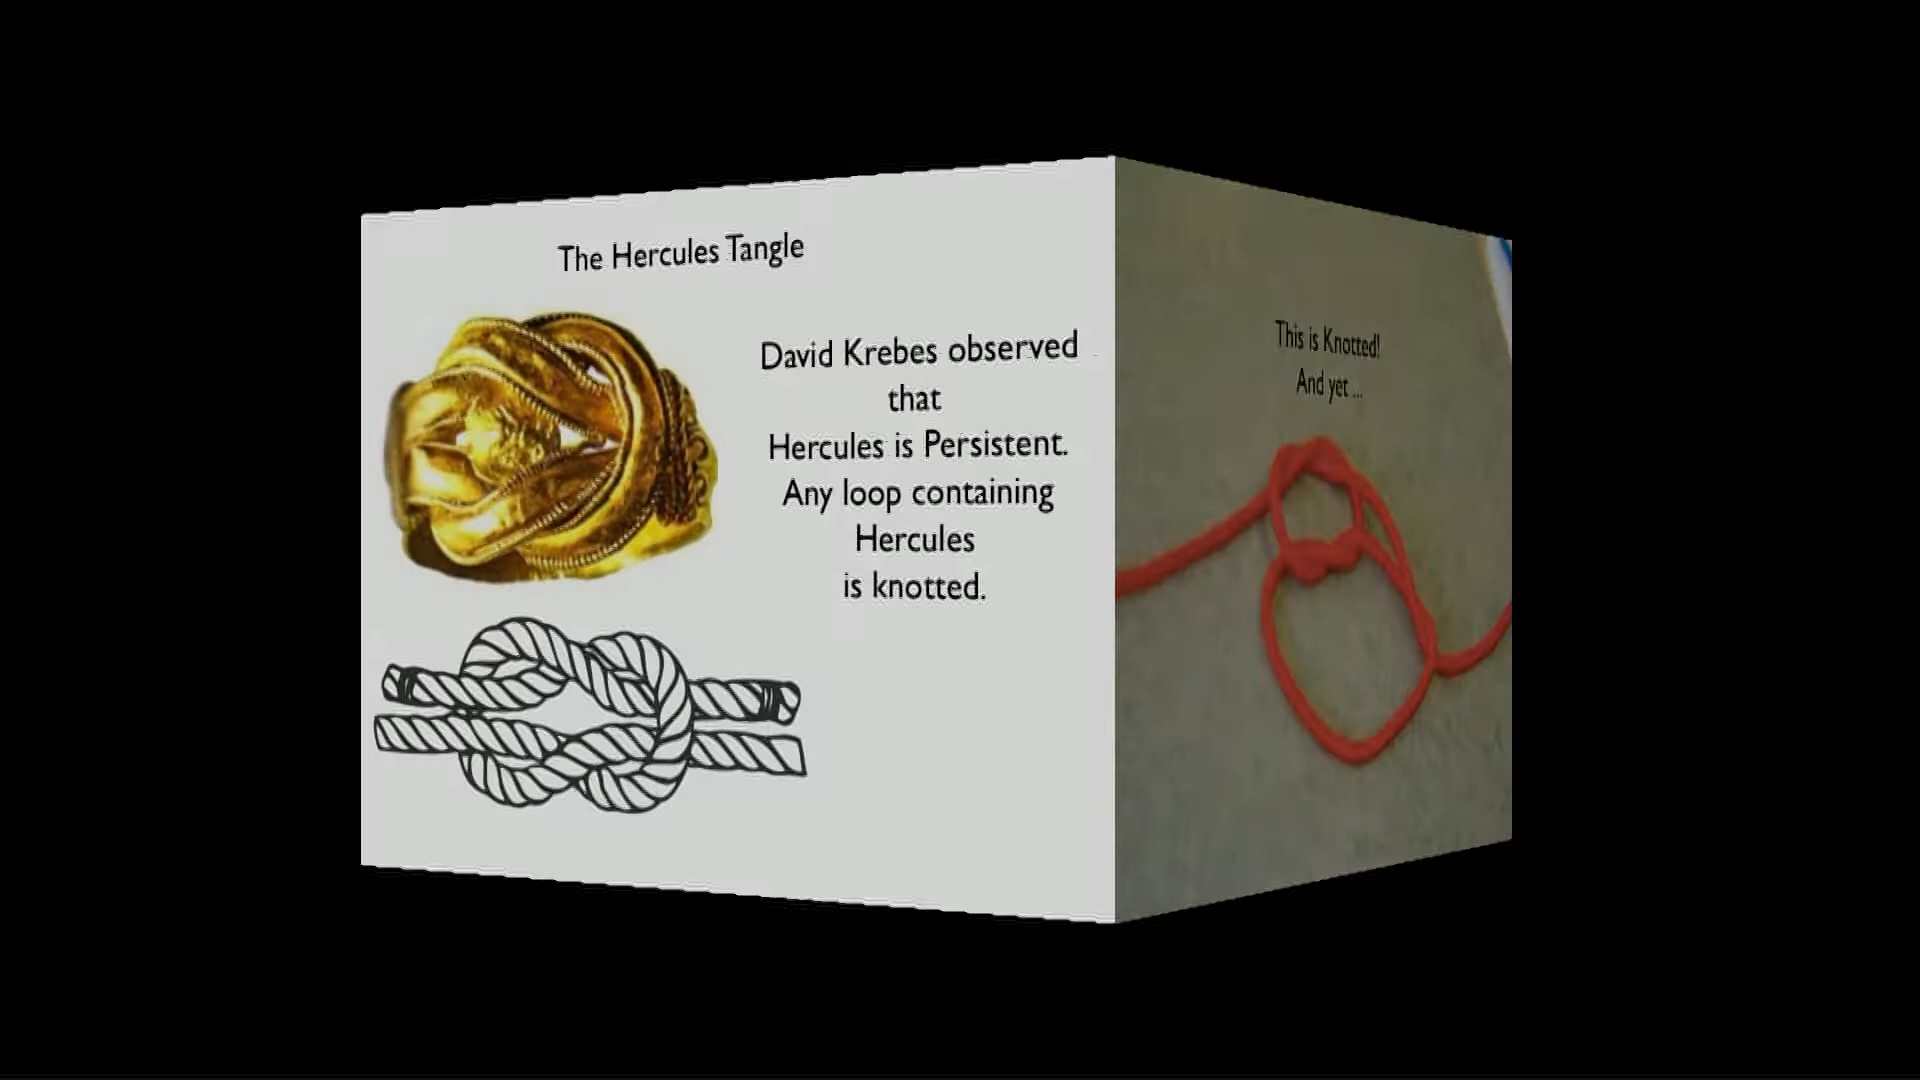 The Hercules Tangle
David Krebes observed
that
Hercules is Persistent.
Any loop containing
Hercules
is knotted.
This is Knotted!
And yet ...